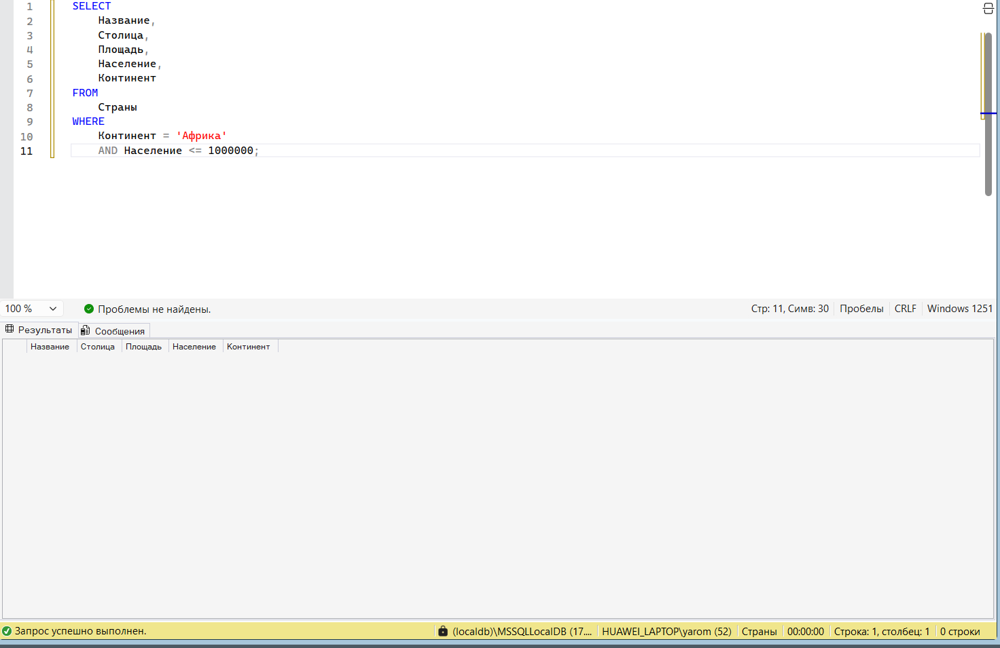 1 SELECT
2 Название,
3 Столица,
4 Площадь,
5 Население,
6 Континент
7 FROM
8 Страны
9 WHERE
10 Континент = 'Африка'
11 AND Население <= 1000000;
100 % Проблемы не найдены. Стр: 11, Симв: 30 Пробелы CRLF Windows 1251
Результаты Сообщения
Название Столица Площадь Население Континент
Запрос успешно выполнен. (localdb)\MSSQLLocalDB (17.... HUAWEI_LAPTOP\yarom (52) Страны 00:00:00 Строка: 1, столбец: 1 0 строки